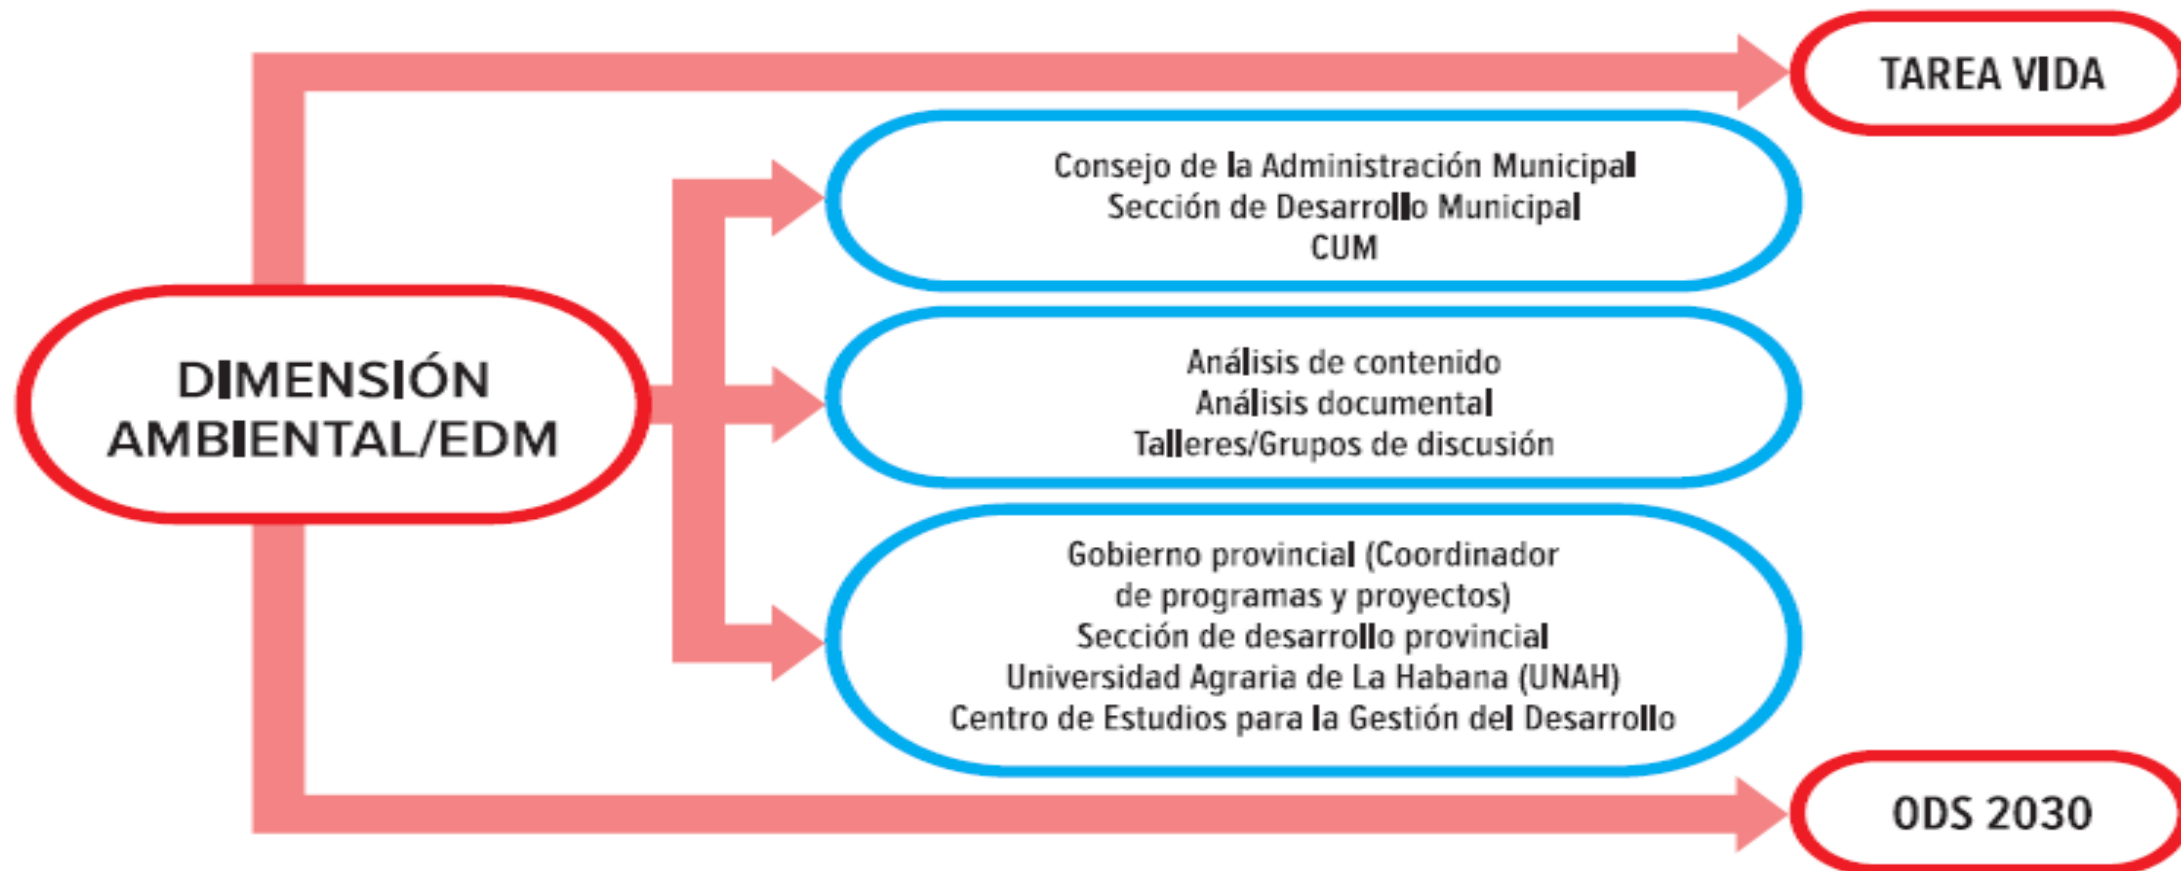 TAREA VIDA
Consejo de la Administración Municipal
Sección de Desarrollo Municipal
CUM
DIMENSIÓN
AMBIENTAL/EDM
Análisis de contenido
Análisis documental
Talleres/Grupos de discusión
Gobierno provincial (Coordinador
de programas y proyectos)
Sección de desarrollo provincial
Universidad Agraria de La Habana (UNAH)
Centro de Estudios para la Gestión del Desarrollo
ODS 2030